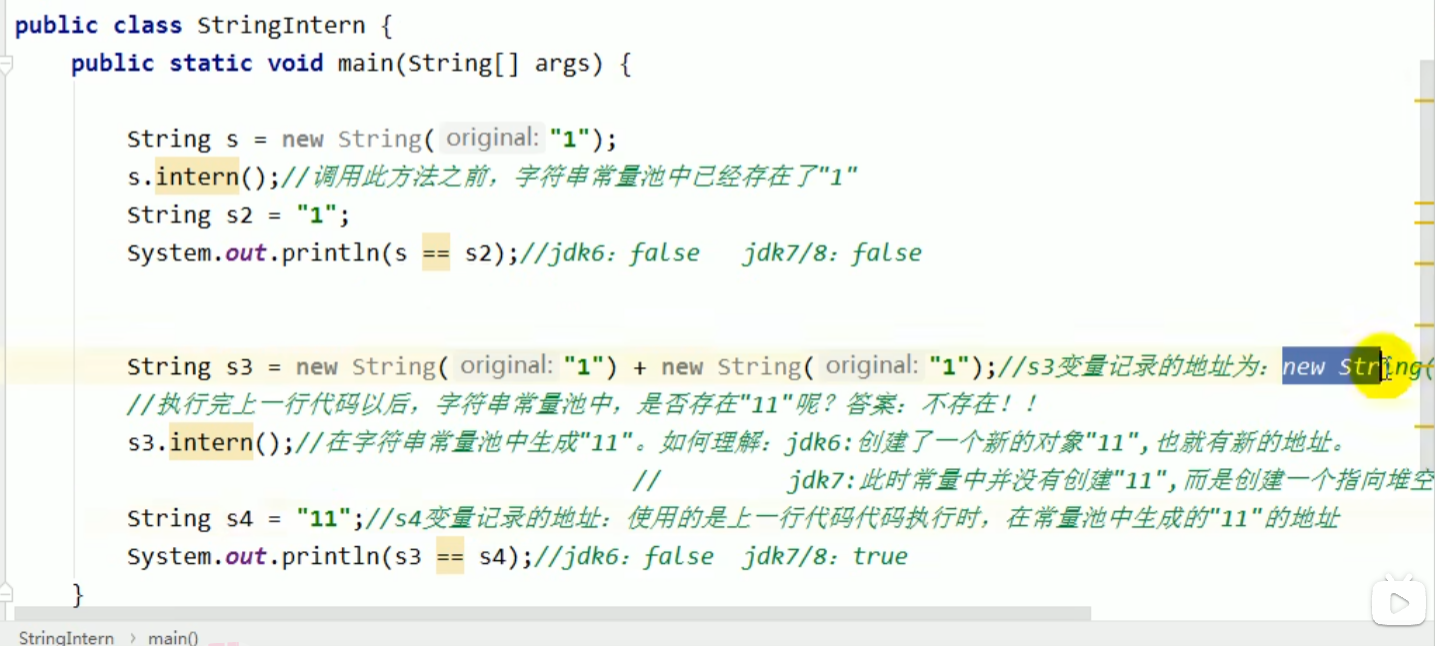 public class StringIntern {
public static void main(String[] args) {
String s = new String( original: "1");
s.intern();//调用此方法之前，字符串常量池中已经存在了"1"
String s2 = "1";
System.out.println(s == s2);//jdk6：false   jdk7/8：false
String s3 = new String( original: "1") + new String( original: "1");//s3变量记录的地址为：new String(
//执行完上一行代码以后，字符串常量池中，是否存在"11"呢？答案：不存在！！
s3.intern();//在字符串常量池中生成"11"。如何理解：jdk6:创建了一个新的对象"11",也就有新的地址。
//         jdk7:此时常量中并没有创建"11",而是创建一个指向堆空
String s4 = "11";//s4变量记录的地址：使用的是上一行代码代码执行时，在常量池中生成的"11"的地址
System.out.println(s3 == s4);//jdk6：false  jdk7/8：true
}
StringIntern › main()